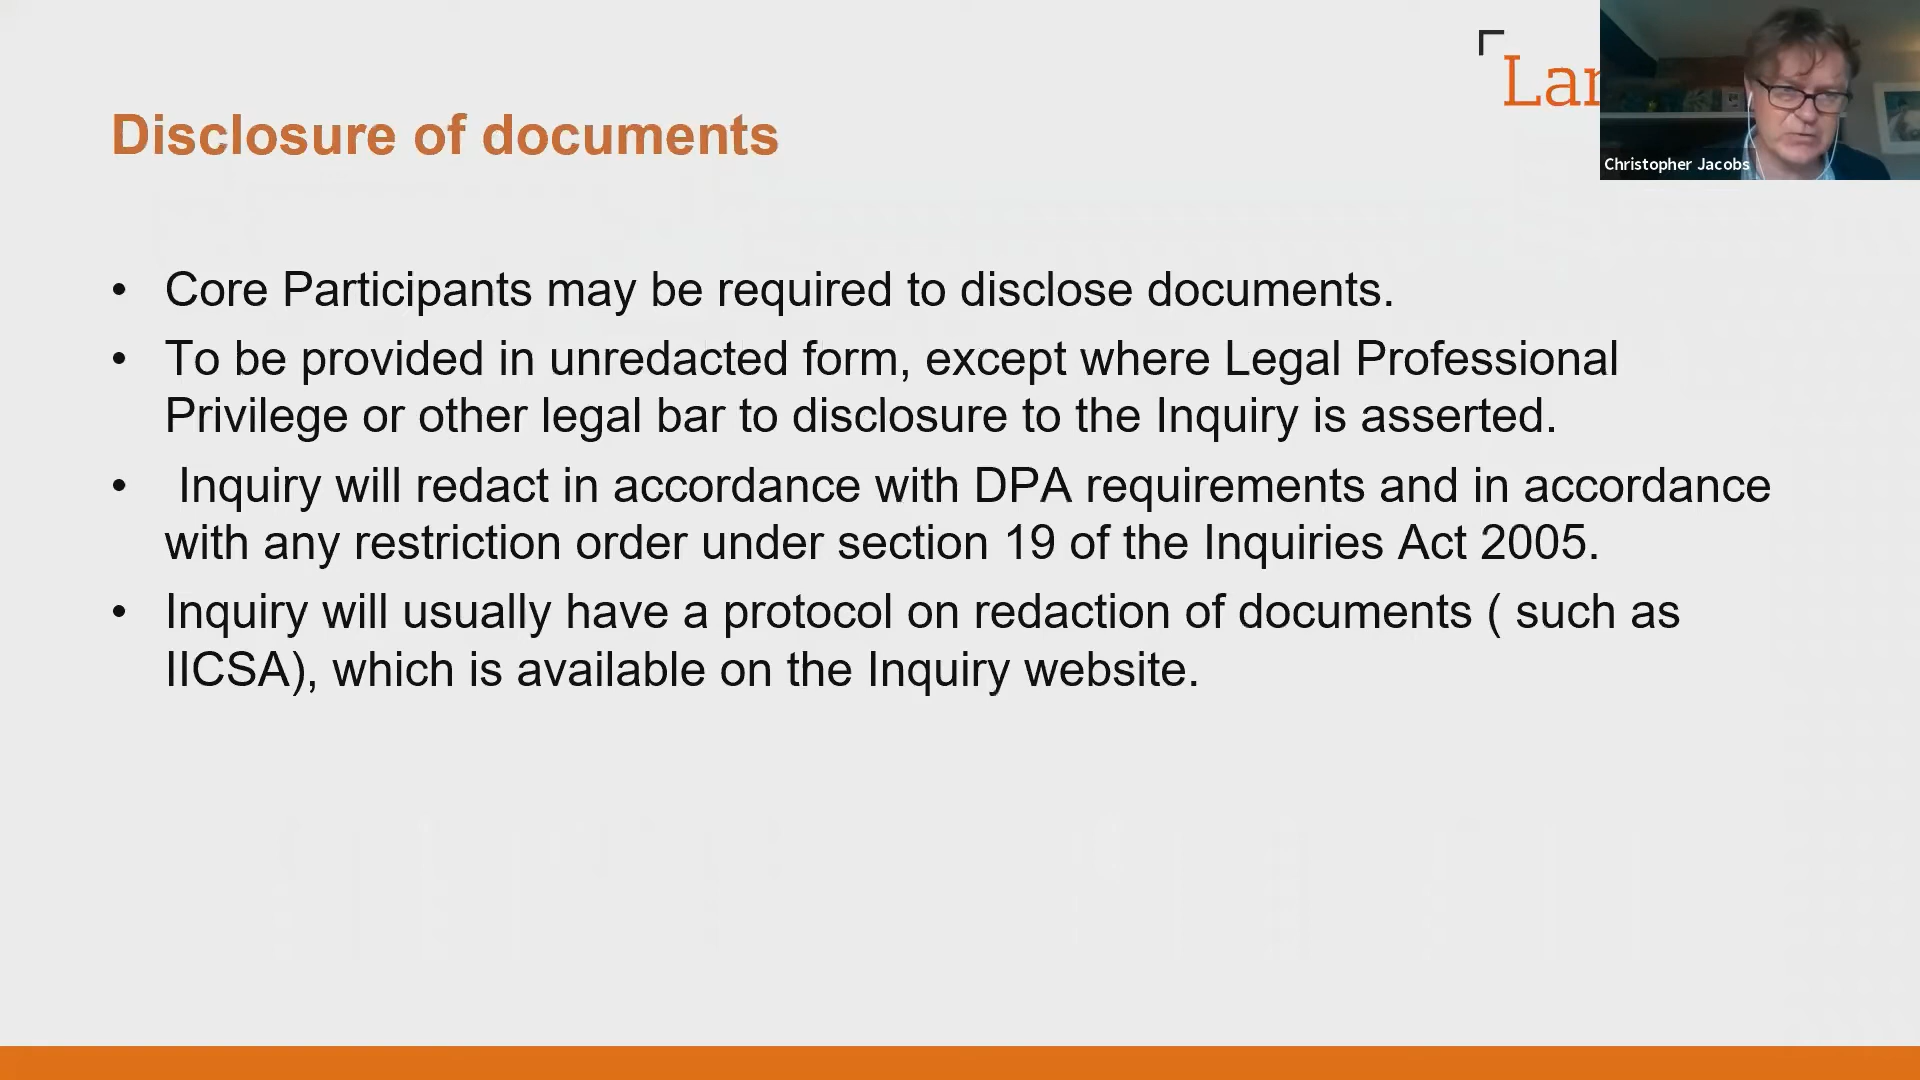 Lar
Christopher Jacobs
Disclosure of documents
• Core Participants may be required to disclose documents.
• To be provided in unredacted form, except where Legal Professional
Privilege or other legal bar to disclosure to the Inquiry is asserted.
• Inquiry will redact in accordance with DPA requirements and in accordance
with any restriction order under section 19 of the Inquiries Act 2005.
• Inquiry will usually have a protocol on redaction of documents ( such as
IICSA), which is available on the Inquiry website.